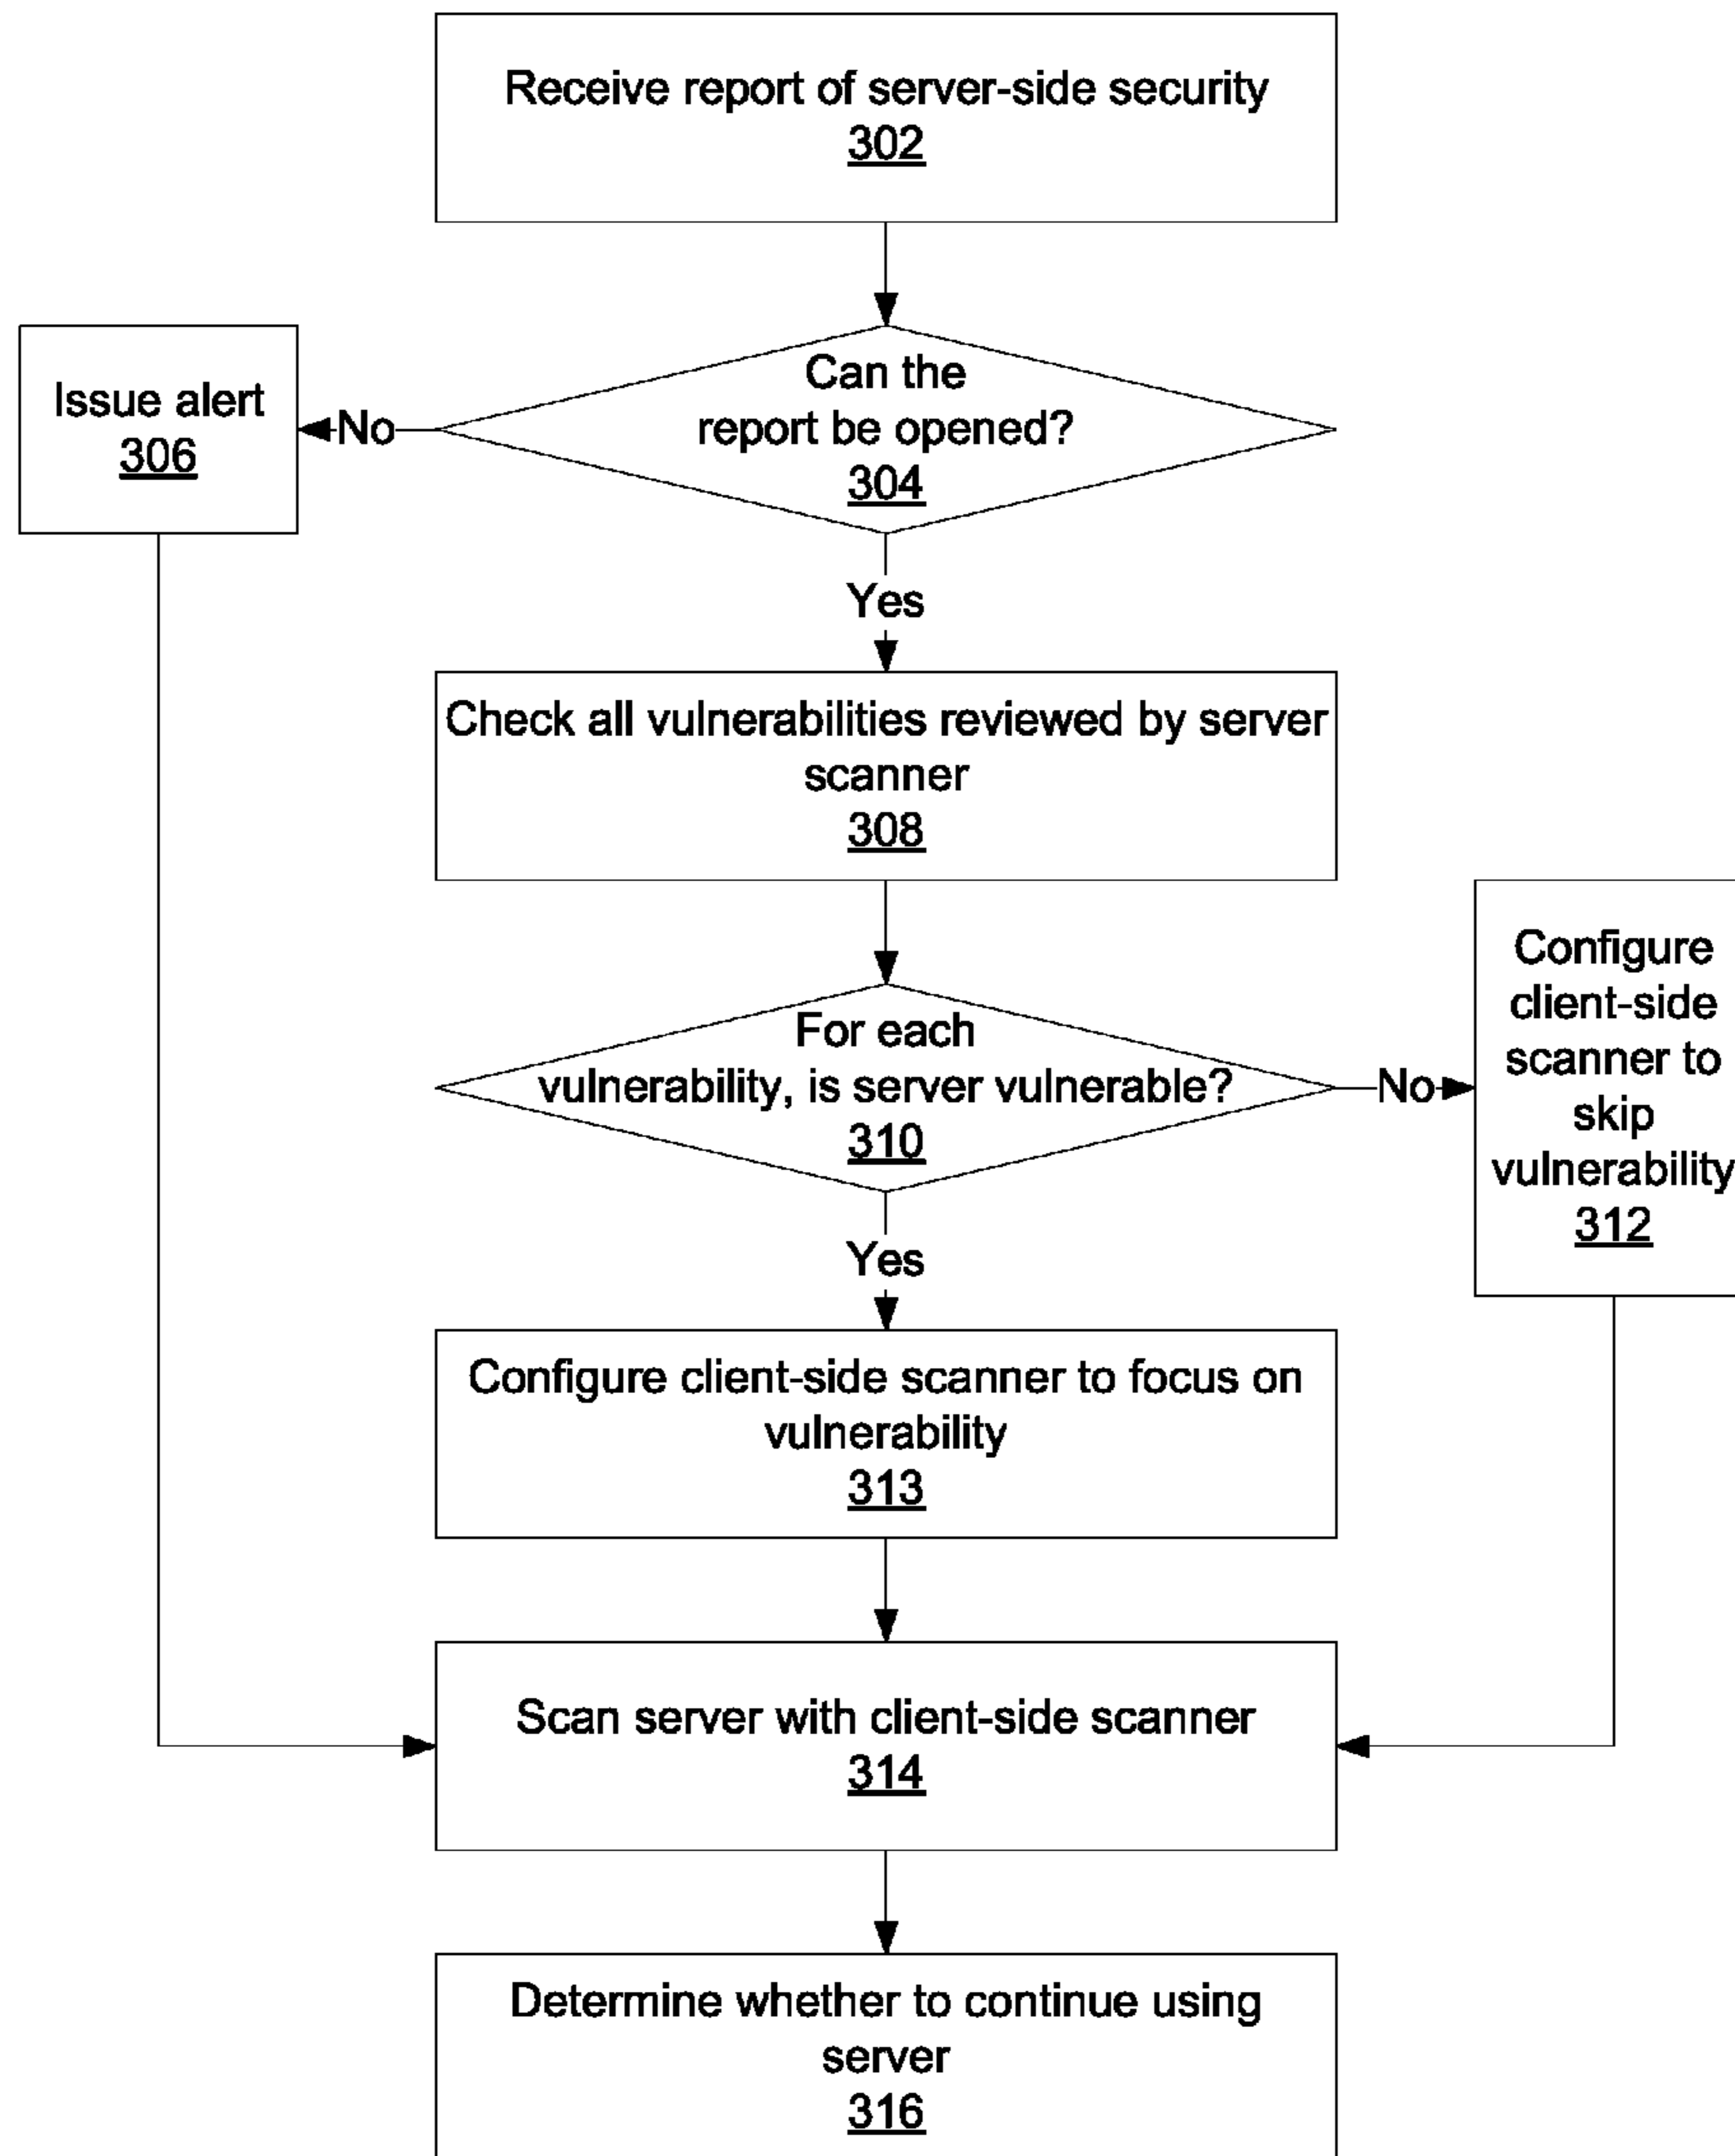 Receive report of server-side security
302
Can the
report be opened?
304
No
Issue alert
306
Yes
Check all vulnerabilities reviewed by server
scanner
308
For each
vulnerability, is server vulnerable?
310
No
Configure
client-side
scanner to
skip
vulnerability
312
Yes
Configure client-side scanner to focus on
vulnerability
313
Scan server with client-side scanner
314
Determine whether to continue using
server
316